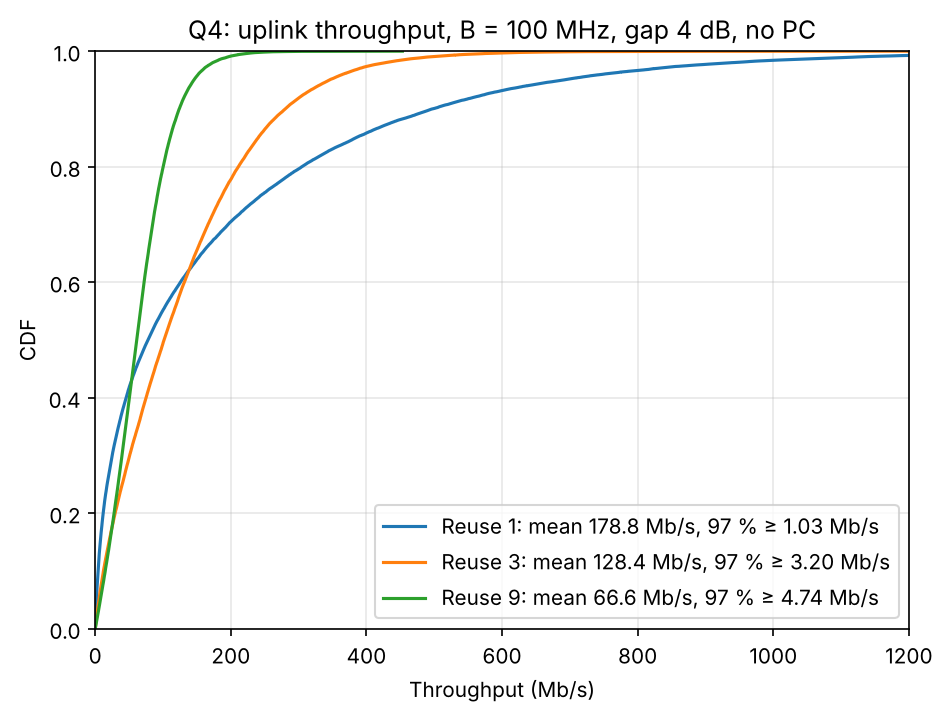 Q4: uplink throughput, B = 100 MHz, gap 4 dB, no PC
1.0
0.8
0.6
0.4
0.2
0.0
CDF
Reuse 1: mean 178.8 Mb/s, 97 % ≥ 1.03 Mb/s
Reuse 3: mean 128.4 Mb/s, 97 % ≥ 3.20 Mb/s
Reuse 9: mean 66.6 Mb/s, 97 % ≥ 4.74 Mb/s
0 200 400 600 800 1000 1200
Throughput (Mb/s)